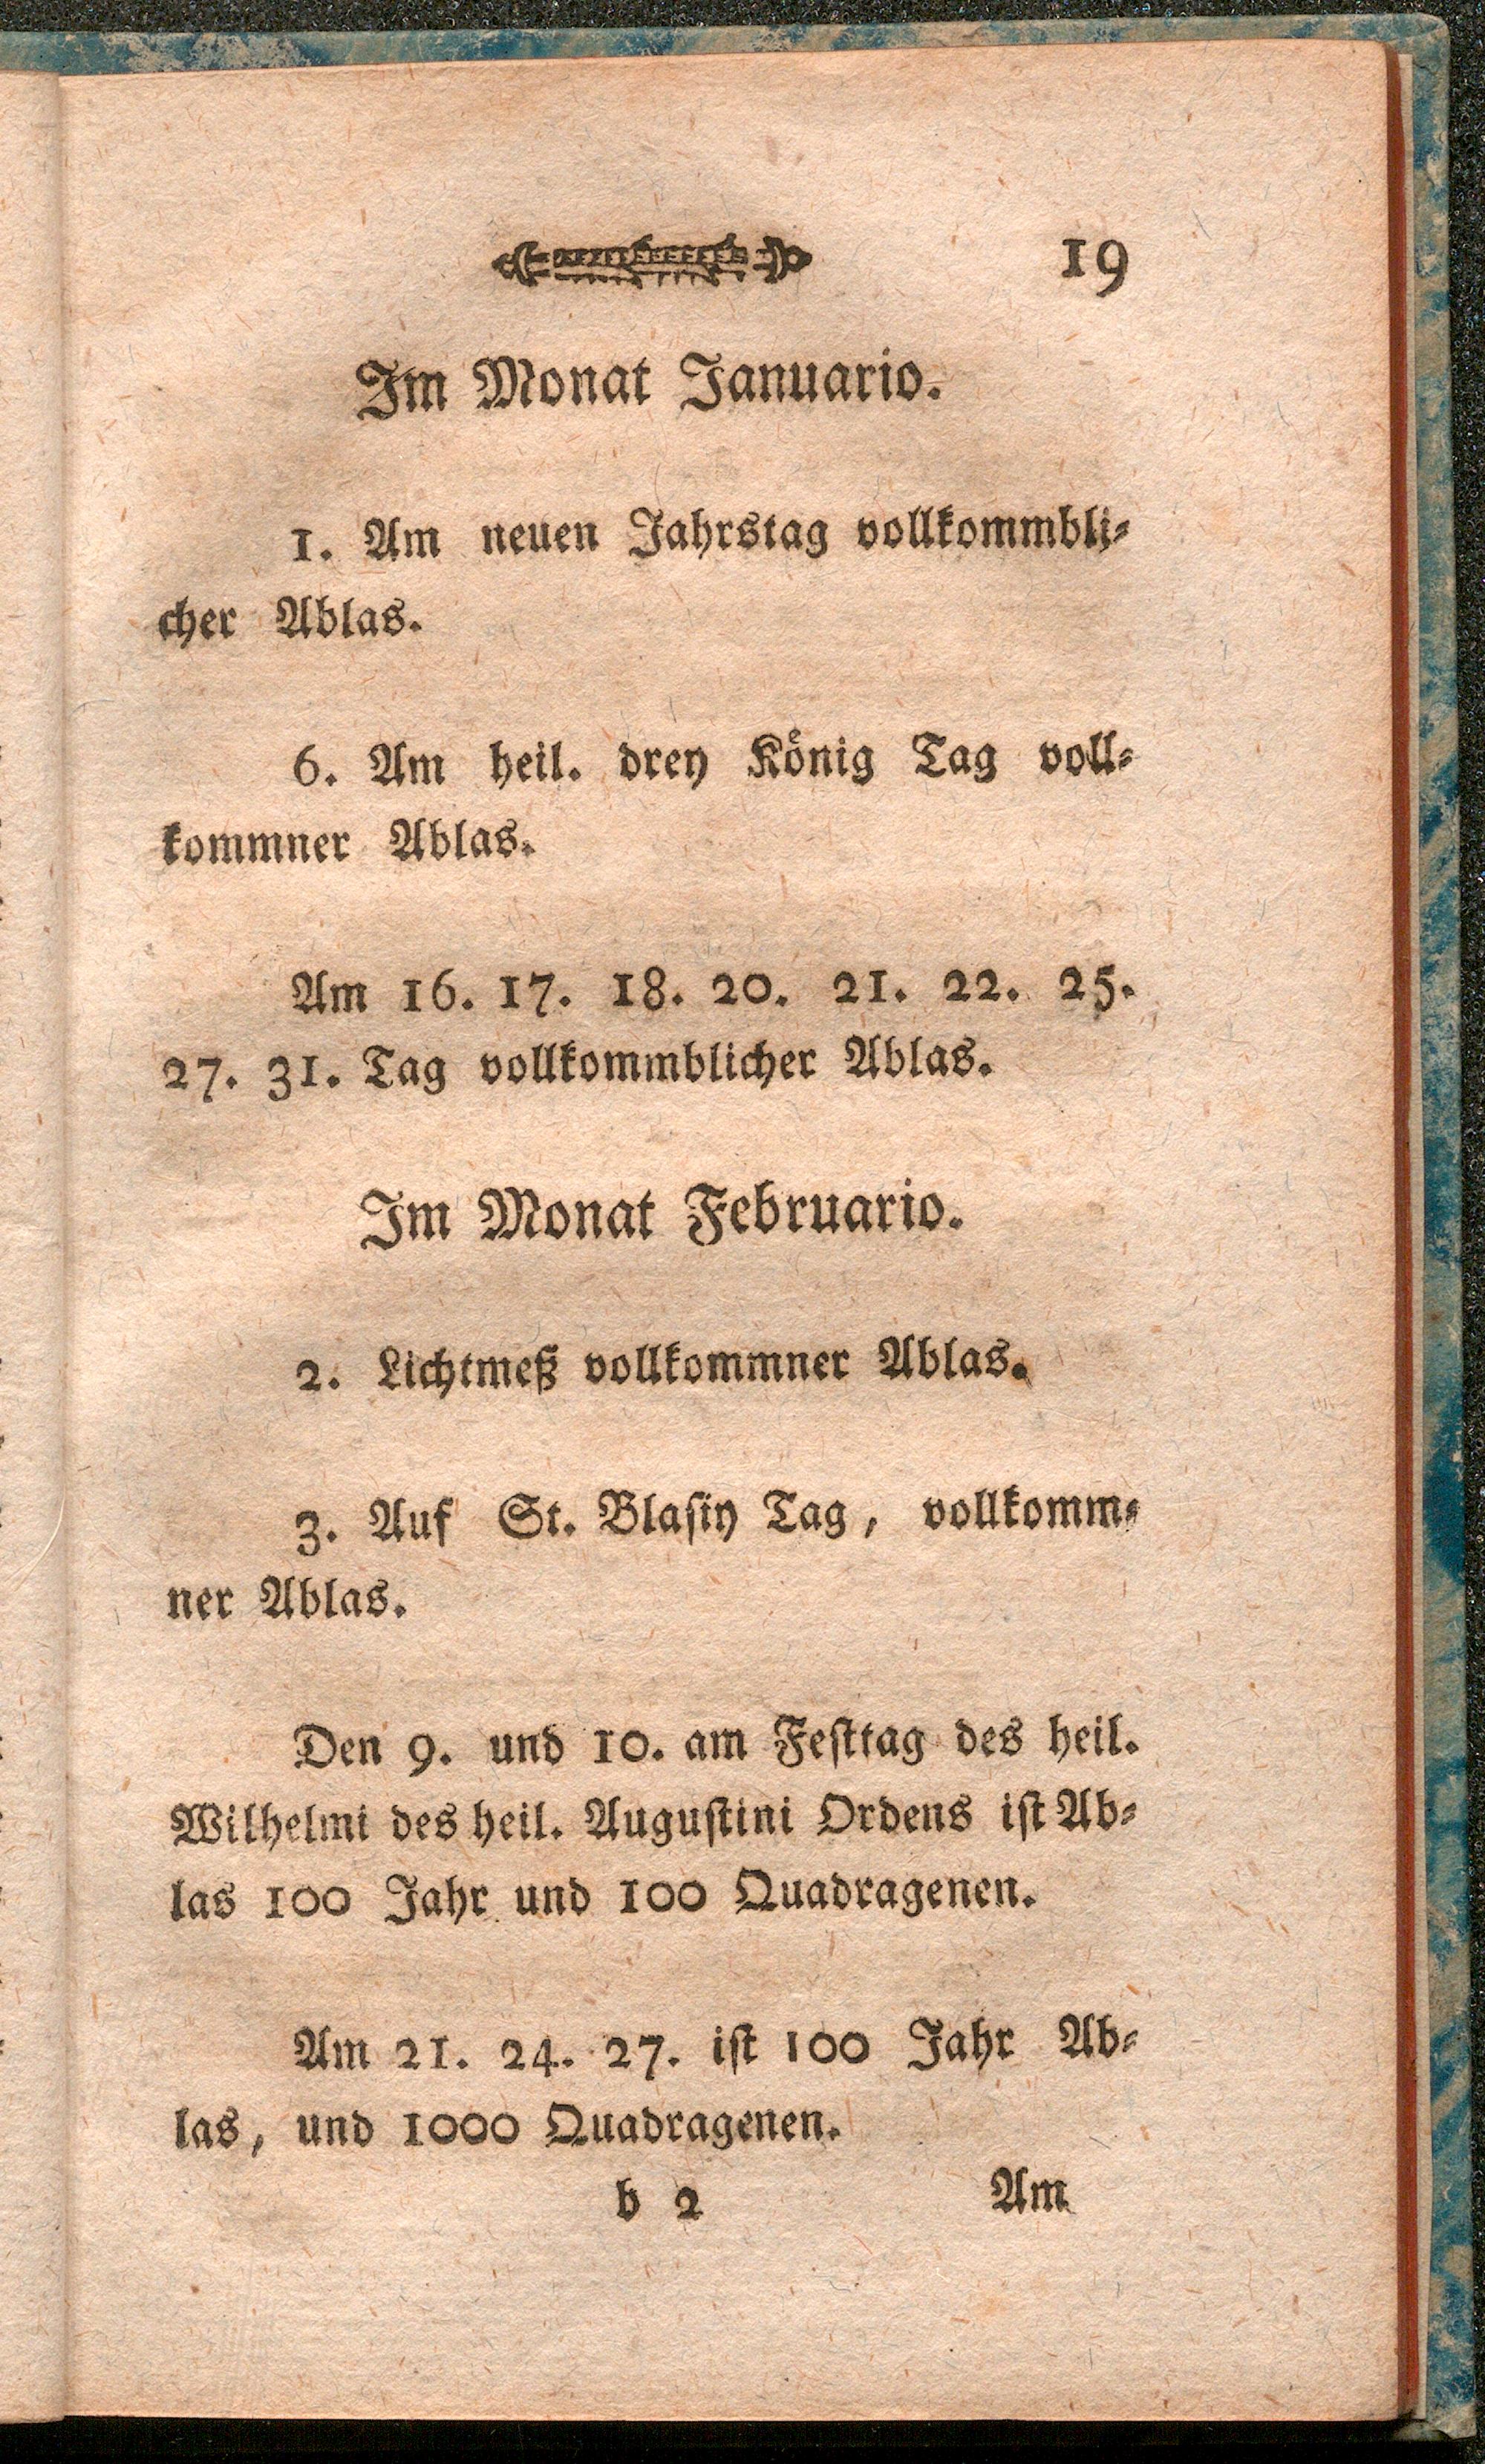 19
Im Monat Januario.
1. Am neuen Jahrstag vollkommbli⸗
cher Ablas.
6. Am heil. drey König Tag voll⸗
kommner Ablas.
Am 16. 17. 18. 20. 21. 22. 25.
27. 31. Tag vollkommblicher Ablas.
Im Monat Februario.
2. Lichtmeß vollkommner Ablas.
3. Auf St. Blaſiy Tag, vollkomm⸗
ner Ablas.
Den 9. und 10. am Feſttag des heil.
Wilhelmi des heil. Auguſtini Ordens iſt Ab⸗
las 100 Jahr und 100 Quadragenen.
Am 21. 24. 27. iſt 100 Jahr Ab⸗
las, und 1000 Quadragenen.
b 2 Am